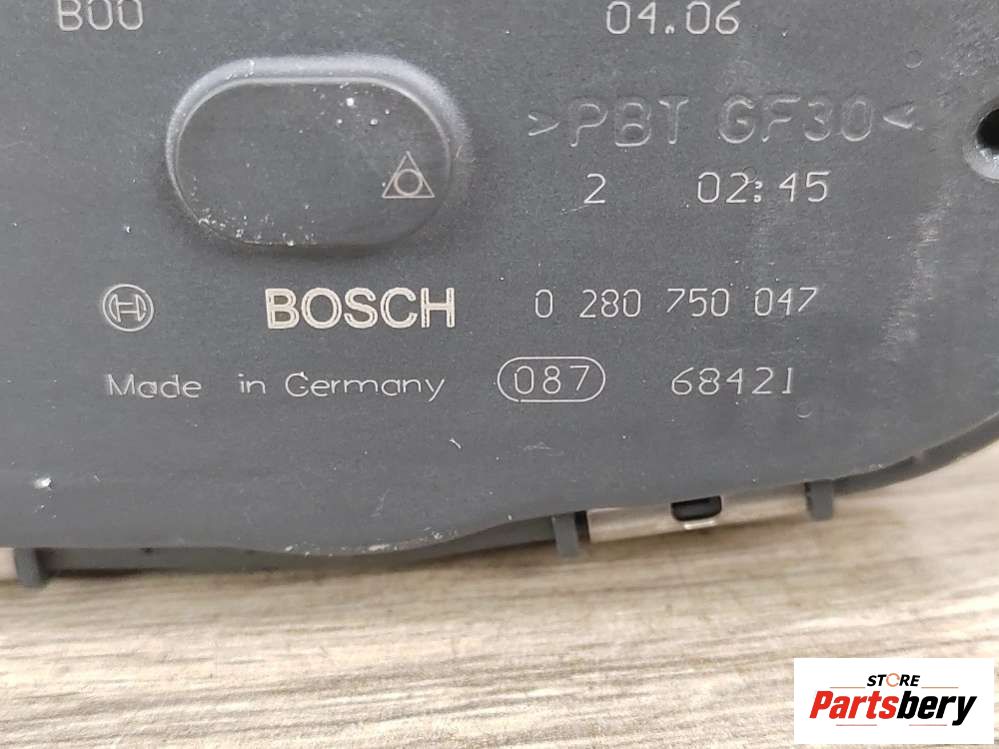 B00 04.06
>PBT GF30<
2 02:45
BOSCH 0 280 750 047
Made in Germany 087 68421
STORE
Partsbery